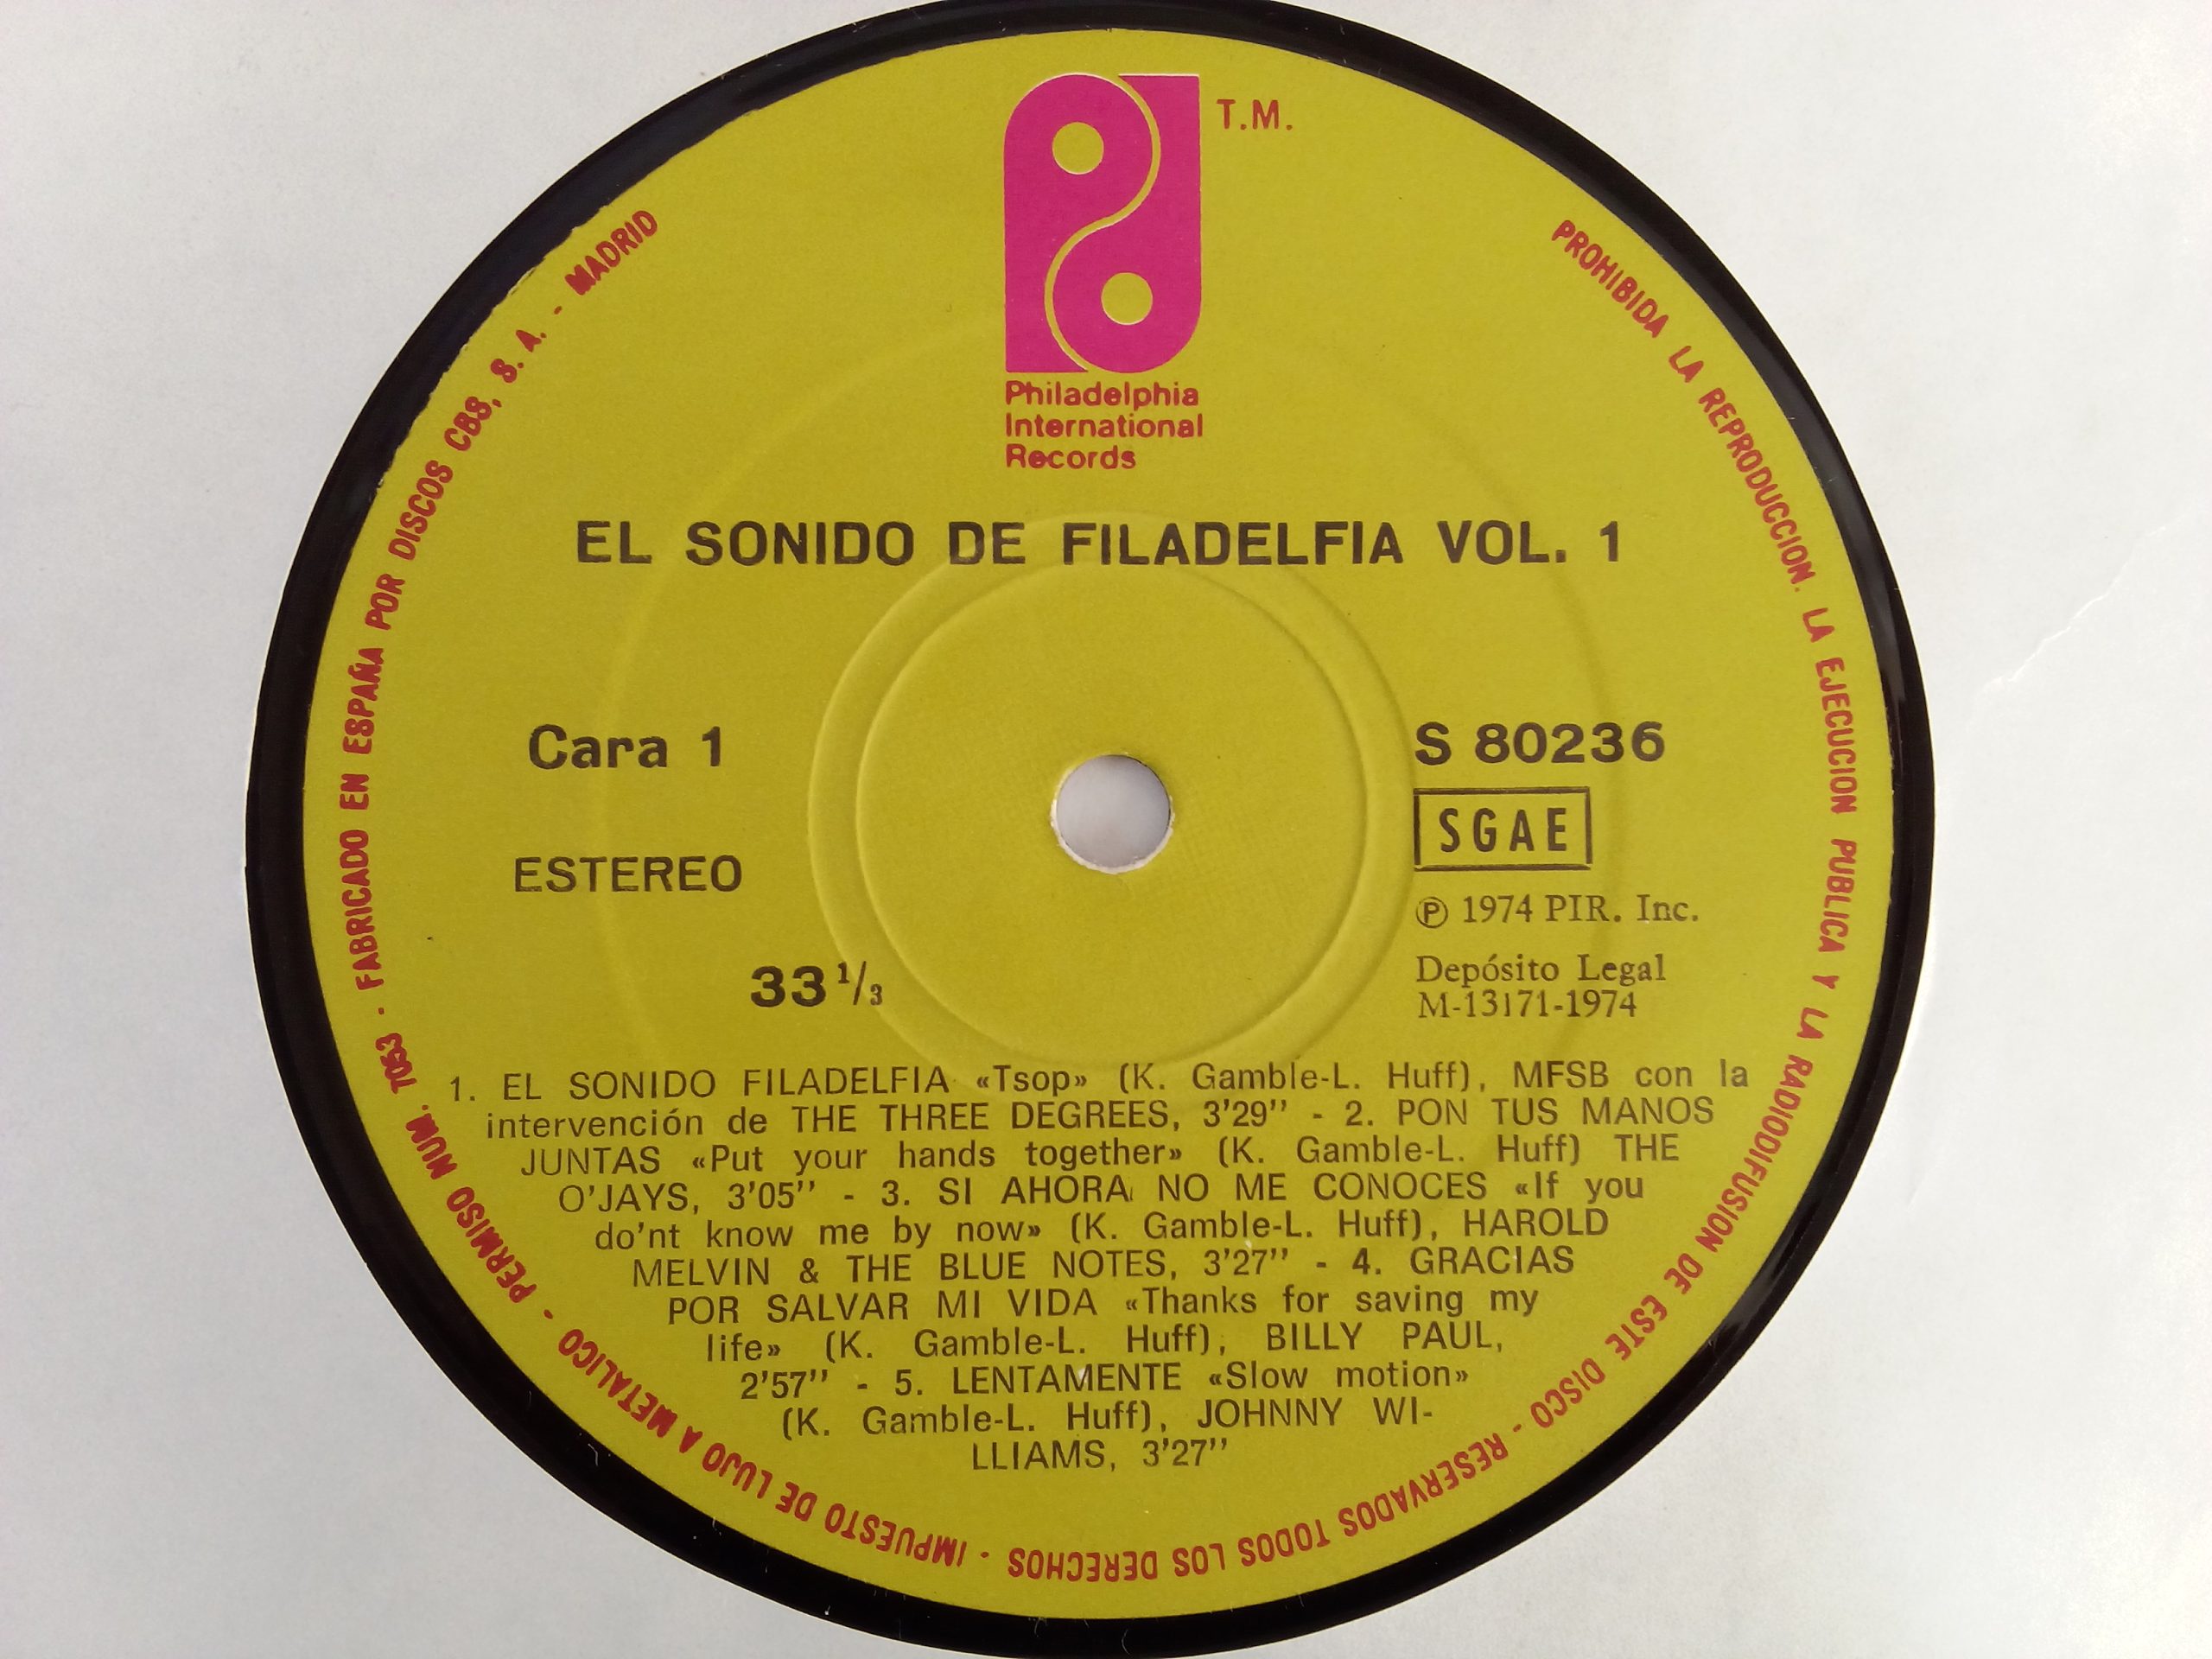 T.M.
Philadelphia
International
Records
EL SONIDO DE FILADELFIA VOL. 1
Cara 1
S 80236
SGAE
ESTEREO
℗ 1974 PIR. Inc.
33 1/3
Depósito Legal
M-13171-1974
1. EL SONIDO FILADELFIA «Tsop» (K. Gamble-L. Huff), MFSB con la
intervención de THE THREE DEGREES, 3'29'' - 2. PON TUS MANOS
JUNTAS «Put your hands together» (K. Gamble-L. Huff) THE
O'JAYS, 3'05'' - 3. SI AHORA NO ME CONOCES «If you
do'nt know me by now» (K. Gamble-L. Huff), HAROLD
MELVIN & THE BLUE NOTES, 3'27'' - 4. GRACIAS
POR SALVAR MI VIDA «Thanks for saving my
life» (K. Gamble-L. Huff), BILLY PAUL,
2'57'' - 5. LENTAMENTE «Slow motion»
(K. Gamble-L. Huff), JOHNNY WI-
LLIAMS, 3'27''
PROHIBIDA LA REPRODUCCION. LA EJECUCION PUBLICA Y LA RADIODIFUSION DE ESTE DISCO - RESERVADOS TODOS LOS DERECHOS - IMPUESTO DE LUJO A METALICO - PERMISO NUM. 7053 - FABRICADO EN ESPAÑA POR DISCOS CBS, S. A. - MADRID